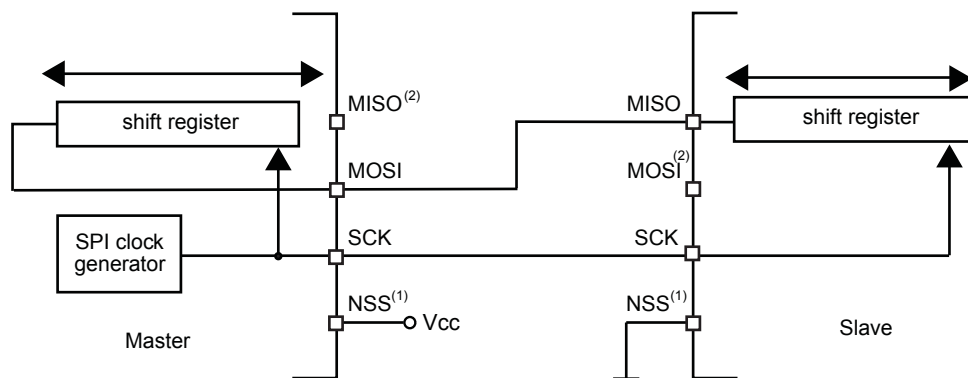 MISO(2)
MISO
shift register
shift register
MOSI
MOSI(2)
SPI clock
generator
SCK
SCK
NSS(1)
Vcc
NSS(1)
Master
Slave